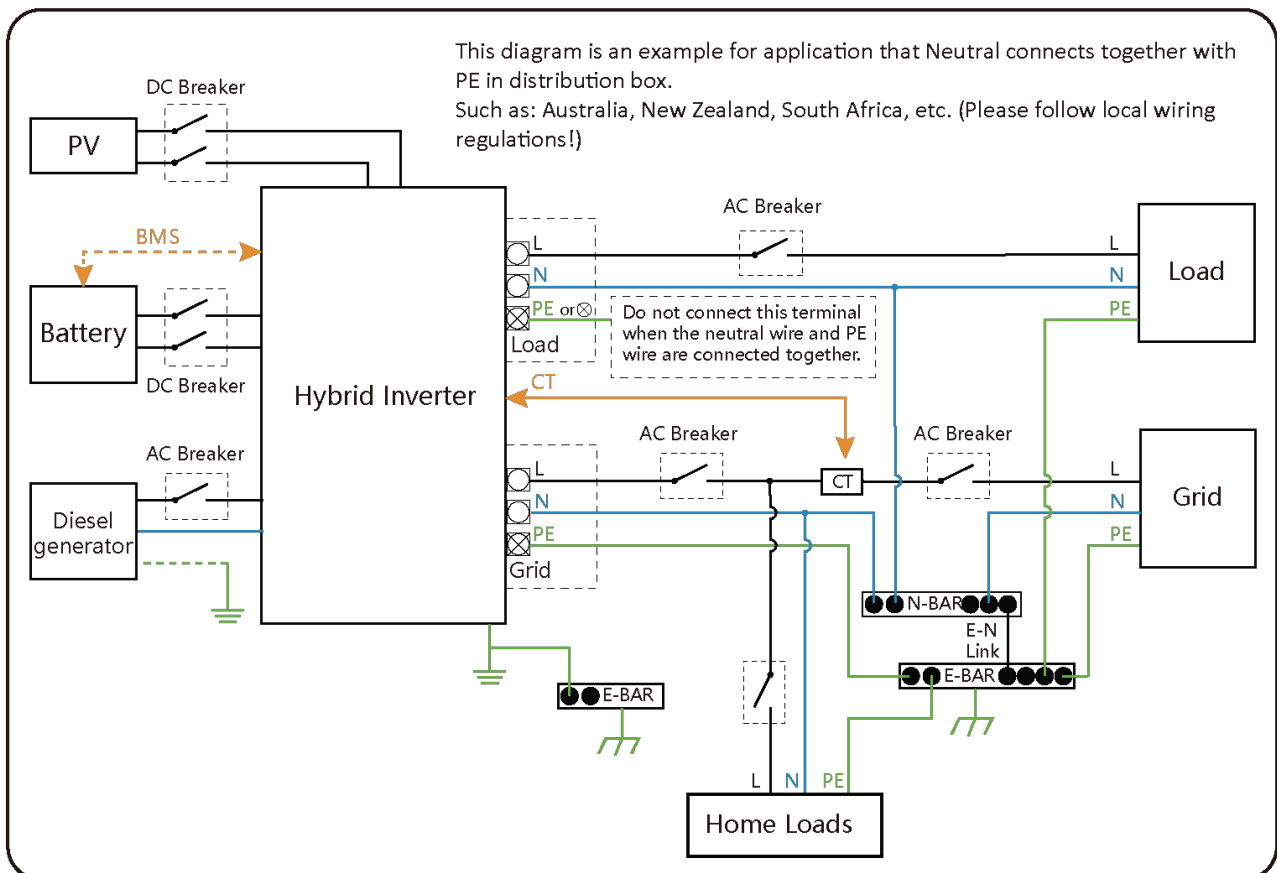 This diagram is an example for application that Neutral connects together with
PE in distribution box.
Such as: Australia, New Zealand, South Africa, etc. (Please follow local wiring
regulations!)
DC Breaker
PV
BMS
Battery
DC Breaker
AC Breaker
Diesel
generator
Hybrid Inverter
L
N
PE or⊗
Load
Do not connect this terminal
when the neutral wire and PE
wire are connected together.
AC Breaker
L
N
PE
Load
CT
AC Breaker
CT
AC Breaker
L
N
PE
Grid
L
N
PE
Grid
N-BAR
E-N
Link
E-BAR
E-BAR
L
N
PE
Home Loads